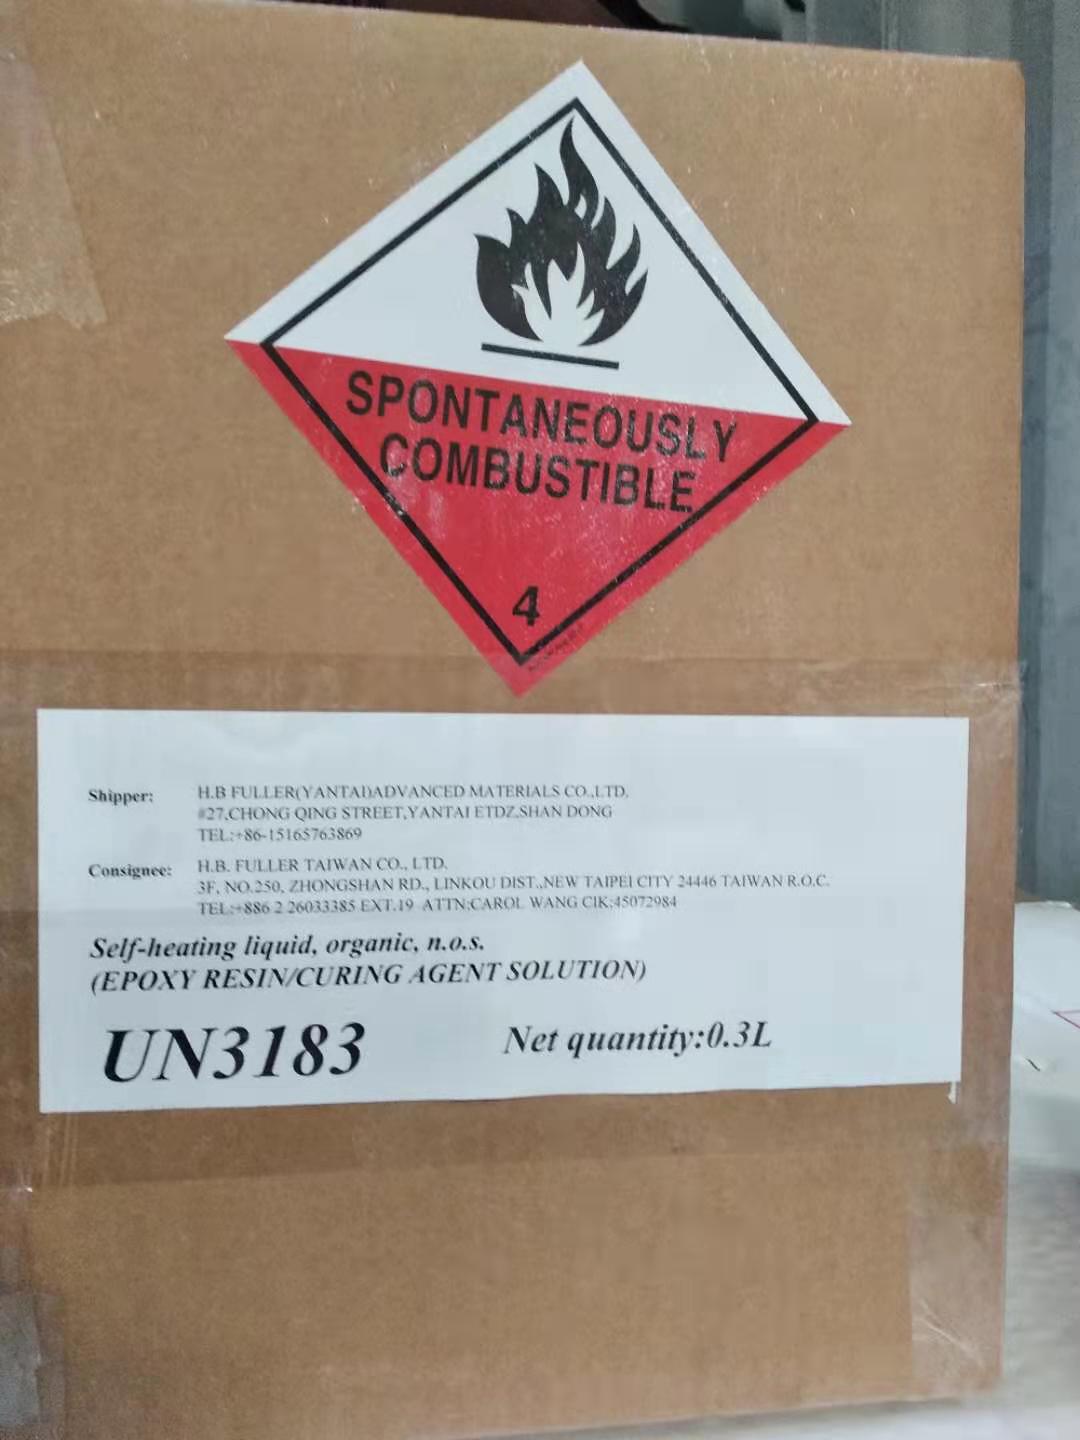 SPONTANEOUSLY
COMBUSTIBLE
4
Shipper: H.B FULLER(YANTAI)ADVANCED MATERIALS CO.,LTD,
#27,CHONG QING STREET,YANTAI ETDZ,SHAN DONG
TEL:+86-15165763869
Consignee: H.B. FULLER TAIWAN CO., LTD.
3F, NO.250, ZHONGSHAN RD., LINKOU DIST.,NEW TAIPEI CITY 24446 TAIWAN R.O.C.
TEL:+886 2 26033385 EXT.19 ATTN:CAROL WANG CIK:45072984
Self-heating liquid, organic, n.o.s.
(EPOXY RESIN/CURING AGENT SOLUTION)
UN3183 Net quantity:0.3L